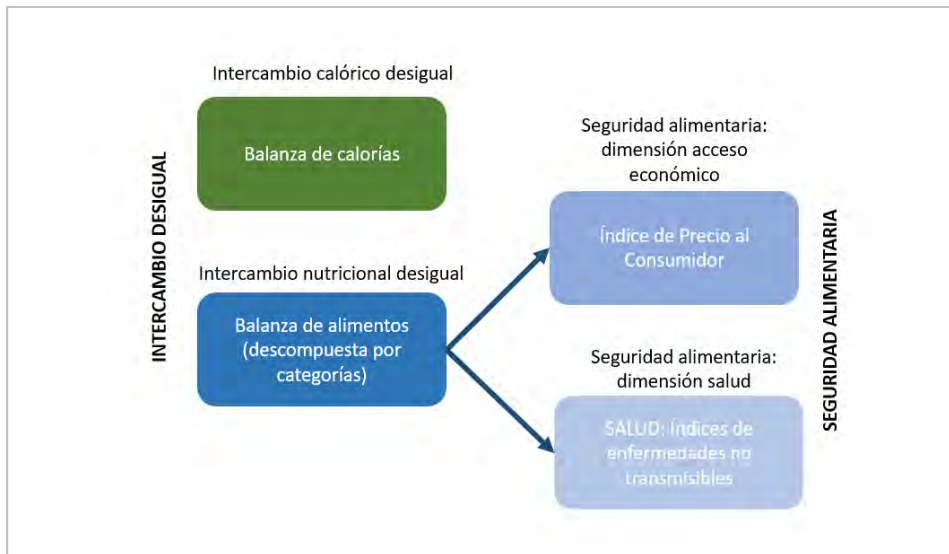 Intercambio calórico desigual
Balanza de calorías
INTERCAMBIO DESIGUAL
Intercambio nutricional desigual
Balanza de alimentos
(descompuesta por
categorías)
Seguridad alimentaria:
dimensión acceso
económico
Índice de Precio al
Consumidor
Seguridad alimentaria:
dimensión salud
SALUD: Índices de
enfermedades no
transmisibles
SEGURIDAD ALIMENTARIA